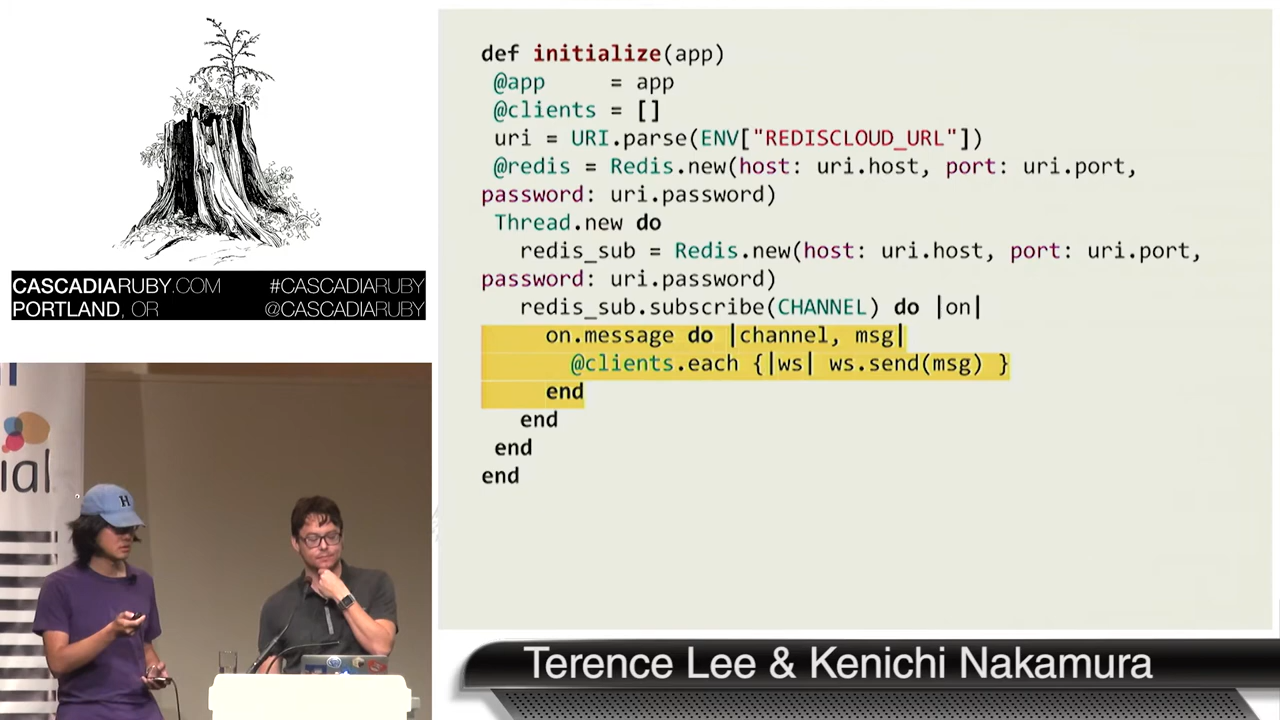 def initialize(app)
@app = app
@clients = []
uri = URI.parse(ENV["REDISCLOUD_URL"])
@redis = Redis.new(host: uri.host, port: uri.port,
password: uri.password)
Thread.new do
redis_sub = Redis.new(host: uri.host, port: uri.port,
password: uri.password)
redis_sub.subscribe(CHANNEL) do |on|
on.message do |channel, msg|
@clients.each {|ws| ws.send(msg) }
end
end
end
end
CASCADIARUBY.COM #CASCADIARUBY
PORTLAND, OR @CASCADIARUBY
ial
H
Terence Lee & Kenichi Nakamura